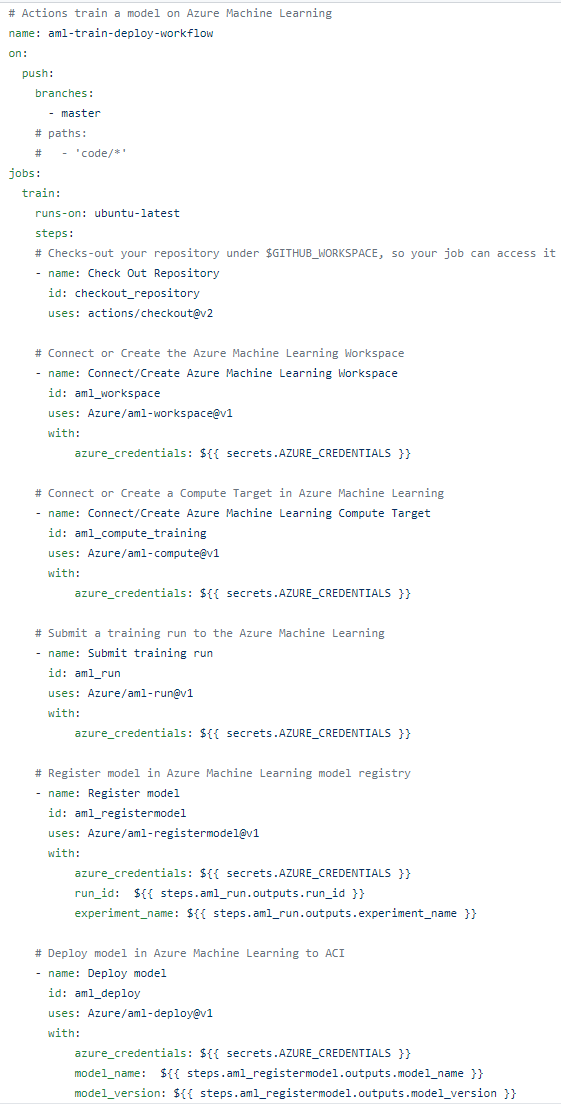 # Actions train a model on Azure Machine Learning
name: aml-train-deploy-workflow
on:
  push:
    branches:
      - master
    # paths:
    #   - 'code/*'
jobs:
  train:
    runs-on: ubuntu-latest
    steps:
    # Checks-out your repository under $GITHUB_WORKSPACE, so your job can access it
    - name: Check Out Repository
      id: checkout_repository
      uses: actions/checkout@v2

    # Connect or Create the Azure Machine Learning Workspace
    - name: Connect/Create Azure Machine Learning Workspace
      id: aml_workspace
      uses: Azure/aml-workspace@v1
      with:
          azure_credentials: ${{ secrets.AZURE_CREDENTIALS }}

    # Connect or Create a Compute Target in Azure Machine Learning
    - name: Connect/Create Azure Machine Learning Compute Target
      id: aml_compute_training
      uses: Azure/aml-compute@v1
      with:
          azure_credentials: ${{ secrets.AZURE_CREDENTIALS }}

    # Submit a training run to the Azure Machine Learning
    - name: Submit training run
      id: aml_run
      uses: Azure/aml-run@v1
      with:
          azure_credentials: ${{ secrets.AZURE_CREDENTIALS }}

    # Register model in Azure Machine Learning model registry
    - name: Register model
      id: aml_registermodel
      uses: Azure/aml-registermodel@v1
      with:
          azure_credentials: ${{ secrets.AZURE_CREDENTIALS }}
          run_id:  ${{ steps.aml_run.outputs.run_id }}
          experiment_name: ${{ steps.aml_run.outputs.experiment_name }}

    # Deploy model in Azure Machine Learning to ACI
    - name: Deploy model
      id: aml_deploy
      uses: Azure/aml-deploy@v1
      with:
          azure_credentials: ${{ secrets.AZURE_CREDENTIALS }}
          model_name:  ${{ steps.aml_registermodel.outputs.model_name }}
          model_version: ${{ steps.aml_registermodel.outputs.model_version }}